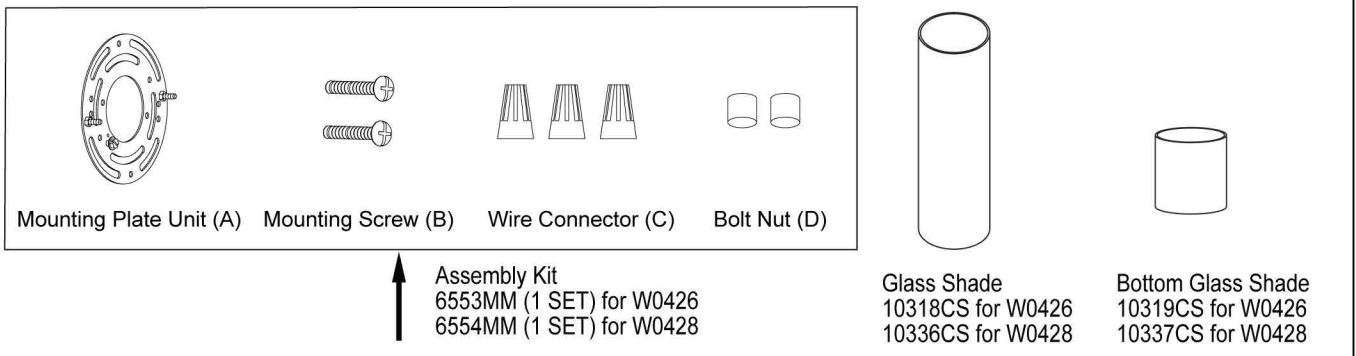 Mounting Plate Unit (A)
Mounting Screw (B)
Wire Connector (C)
Bolt Nut (D)
Assembly Kit
6553MM (1 SET) for W0426
6554MM (1 SET) for W0428
Glass Shade
10318CS for W0426
10336CS for W0428
Bottom Glass Shade
10319CS for W0426
10337CS for W0428